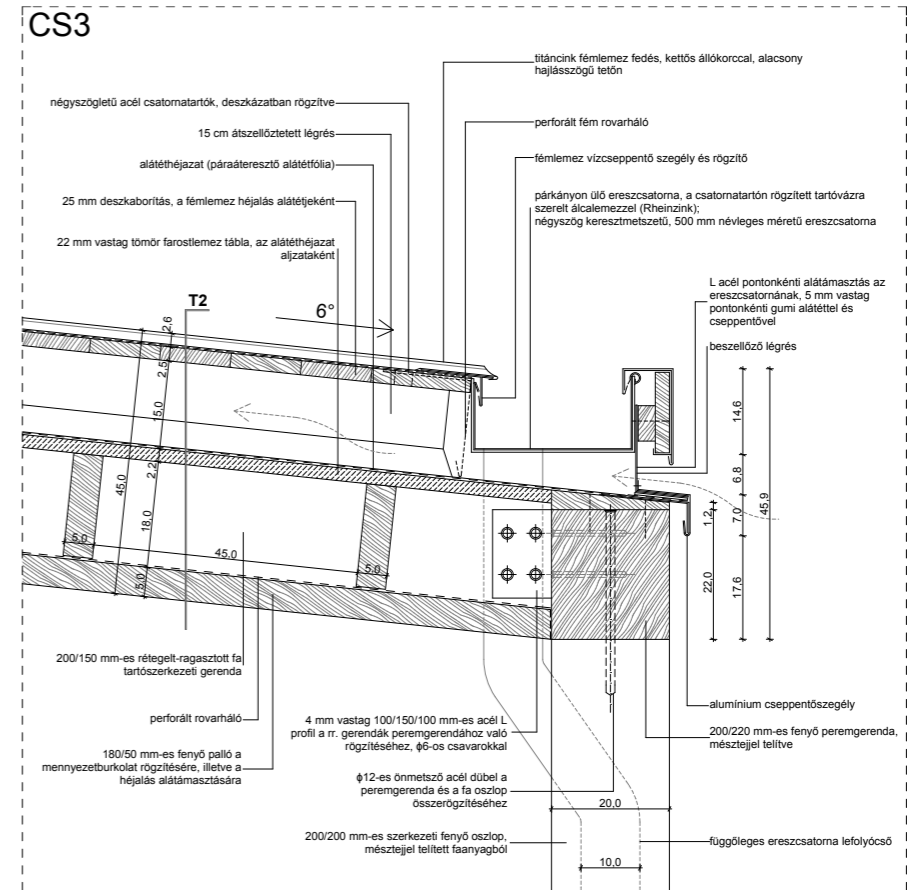 CS3
titáncink fémlemez fedés, kettős állókorccal, alacsony
hajlásszögű tetőn
négyszögletű acél csatornatartók, deszkázatban rögzítve
perforált fém rovarháló
15 cm átszellőztetett légrés
fémlemez vízcseppentő szegély és rögzítő
alátéthéjazat (páraáteresztő alátétfólia)
párkányon ülő ereszcsatorna, a csatornatartón rögzített tartóvázra
szerelt álcalemezzel (Rheinzink);
négyszög keresztmetszetű, 500 mm névleges méretű ereszcsatorna
25 mm deszkaborítás, a fémlemez héjalás alátétjeként
22 mm vastag tömör farostlemez tábla, az alátéthéjazat
aljzataként
L acél pontonkénti alátámasztás az
ereszcsatornának, 5 mm vastag
pontonkénti gumi alátéttel és
cseppentővel
beszellőző légrés
T2
6°
2,6
2,5
15,0
2,2
45,0
18,0
5,0
5,0
45,0
5,0
14,6
6,8
7,0
1,2
45,9
22,0
17,6
200/150 mm-es rétegelt-ragasztott fa
tartószerkezeti gerenda
perforált rovarháló
180/50 mm-es fenyő palló a
mennyezetburkolat rögzítésére, illetve a
héjalás alátámasztására
4 mm vastag 100/150/100 mm-es acél L
profil a rr. gerendák peremgerendához való
rögzítéséhez, ϕ6-os csavarokkal
ϕ12-es önmetsző acél dübel a
peremgerenda és a fa oszlop
összerögzítéséhez
200/200 mm-es szerkezeti fenyő oszlop,
mésztejjel telített faanyagból
alumínium cseppentőszegély
200/220 mm-es fenyő peremgerenda,
mésztejjel telítve
20,0
függőleges ereszcsatorna lefolyócső
10,0